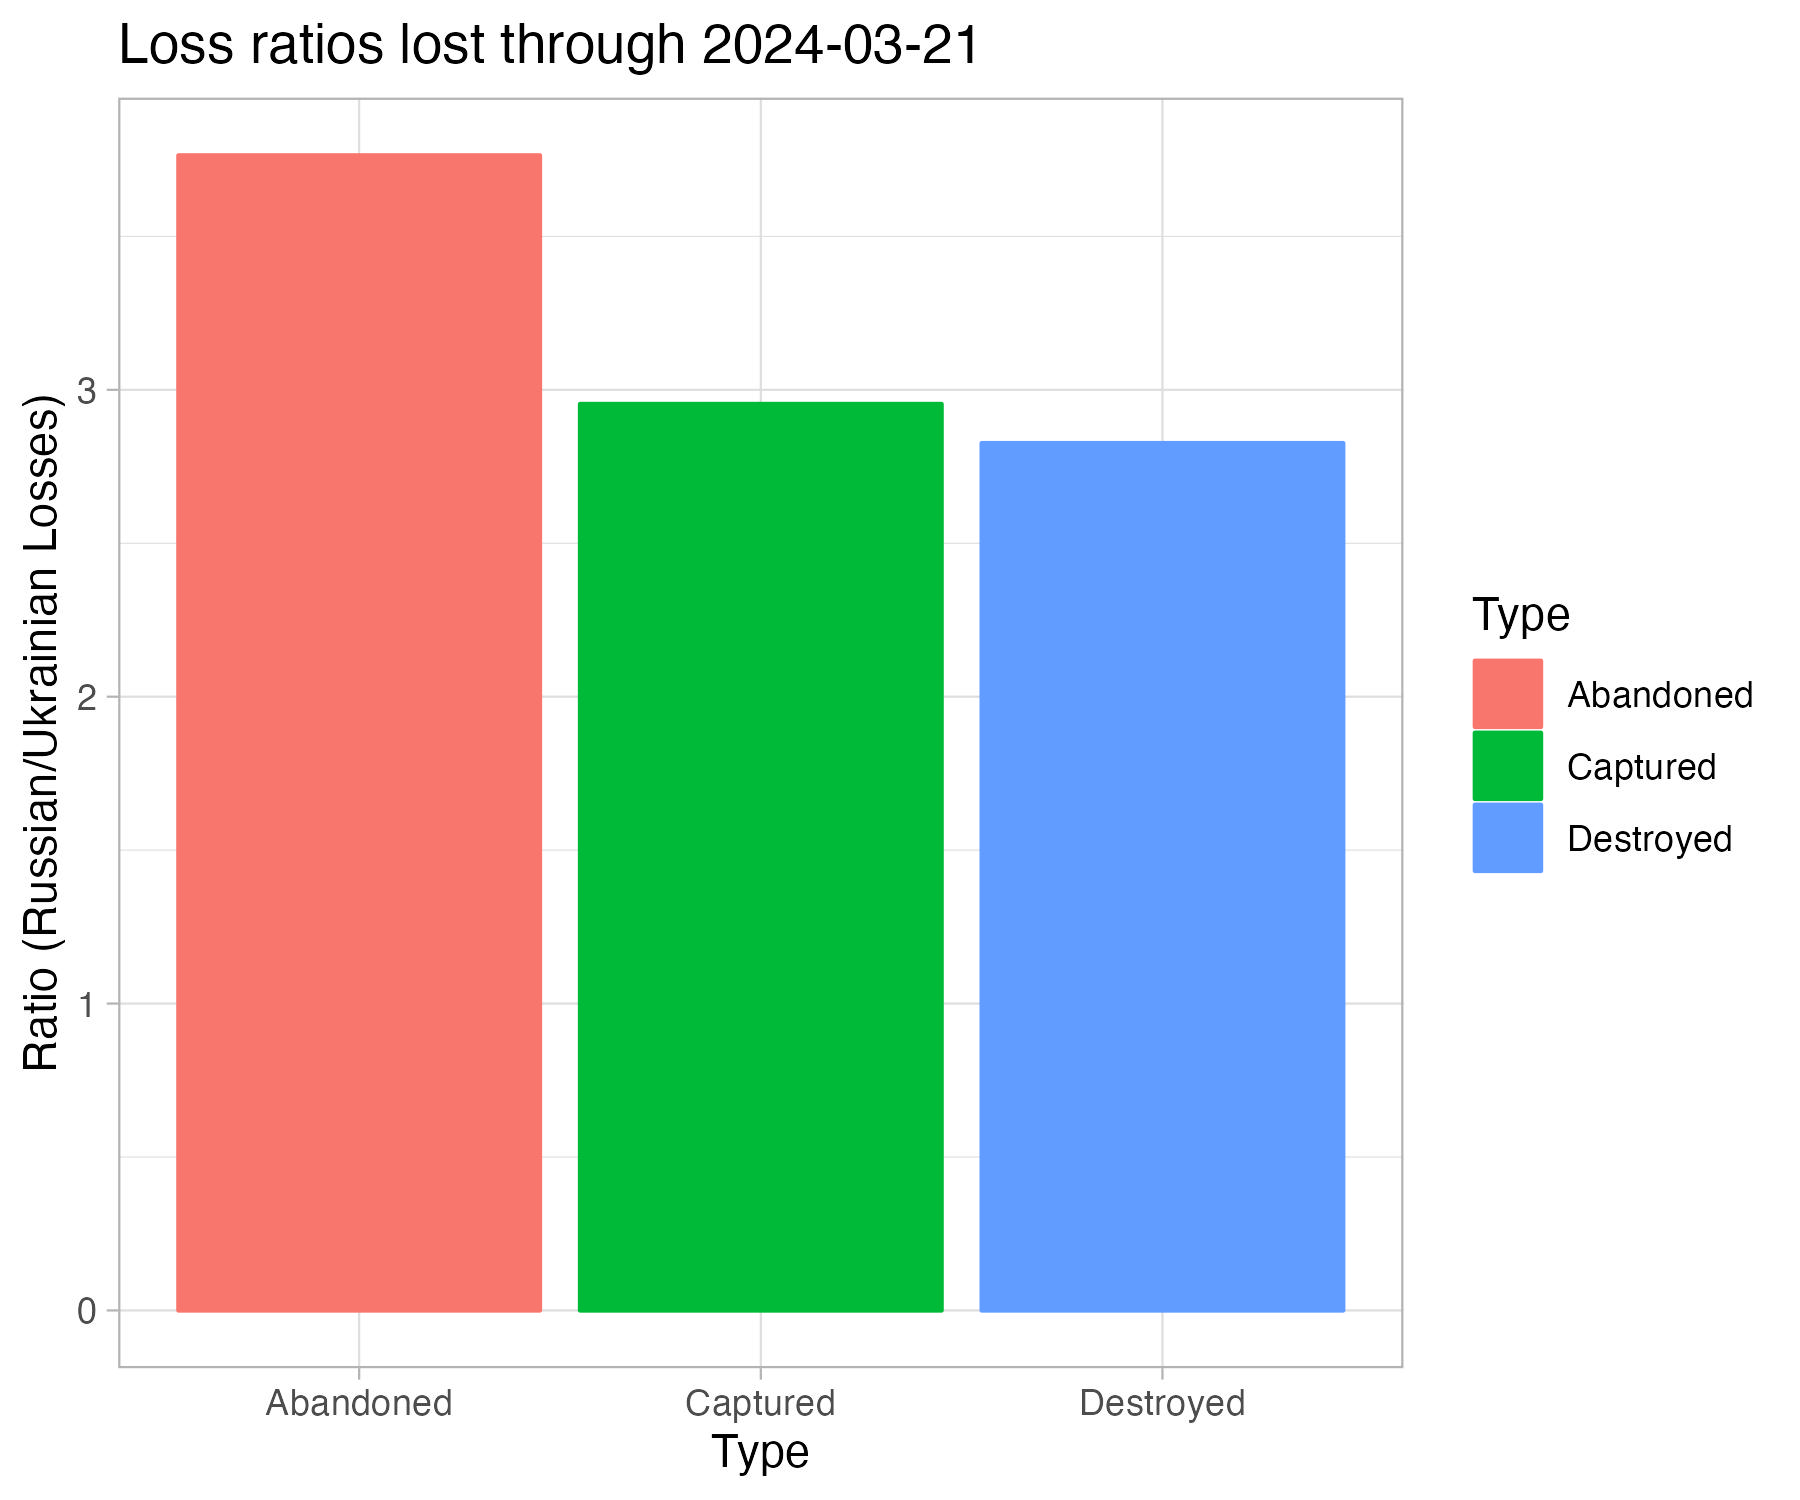 Loss ratios lost through 2024-03-21
Ratio (Russian/Ukrainian Losses)
3
2
1
0
Abandoned
Captured
Destroyed
Type
Type
Abandoned
Captured
Destroyed